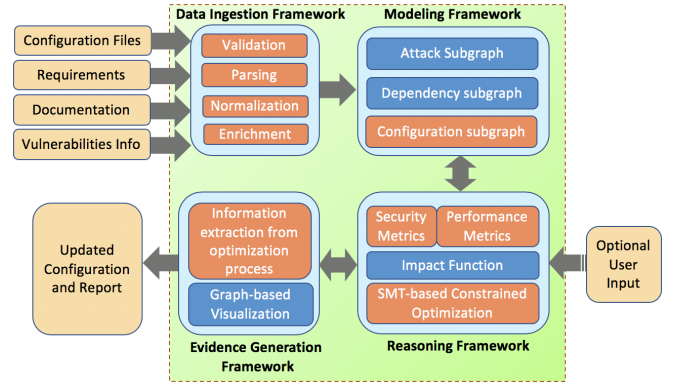 Data Ingestion Framework
Modeling Framework
Configuration Files
Requirements
Documentation
Vulnerabilities Info
Validation
Parsing
Normalization
Enrichment
Attack Subgraph
Dependency subgraph
Configuration subgraph
Updated
Configuration
and Report
Information
extraction from
optimization
process
Graph-based
Visualization
Security
Metrics
Performance
Metrics
Impact Function
SMT-based Constrained
Optimization
Optional
User
Input
Evidence Generation
Framework
Reasoning Framework